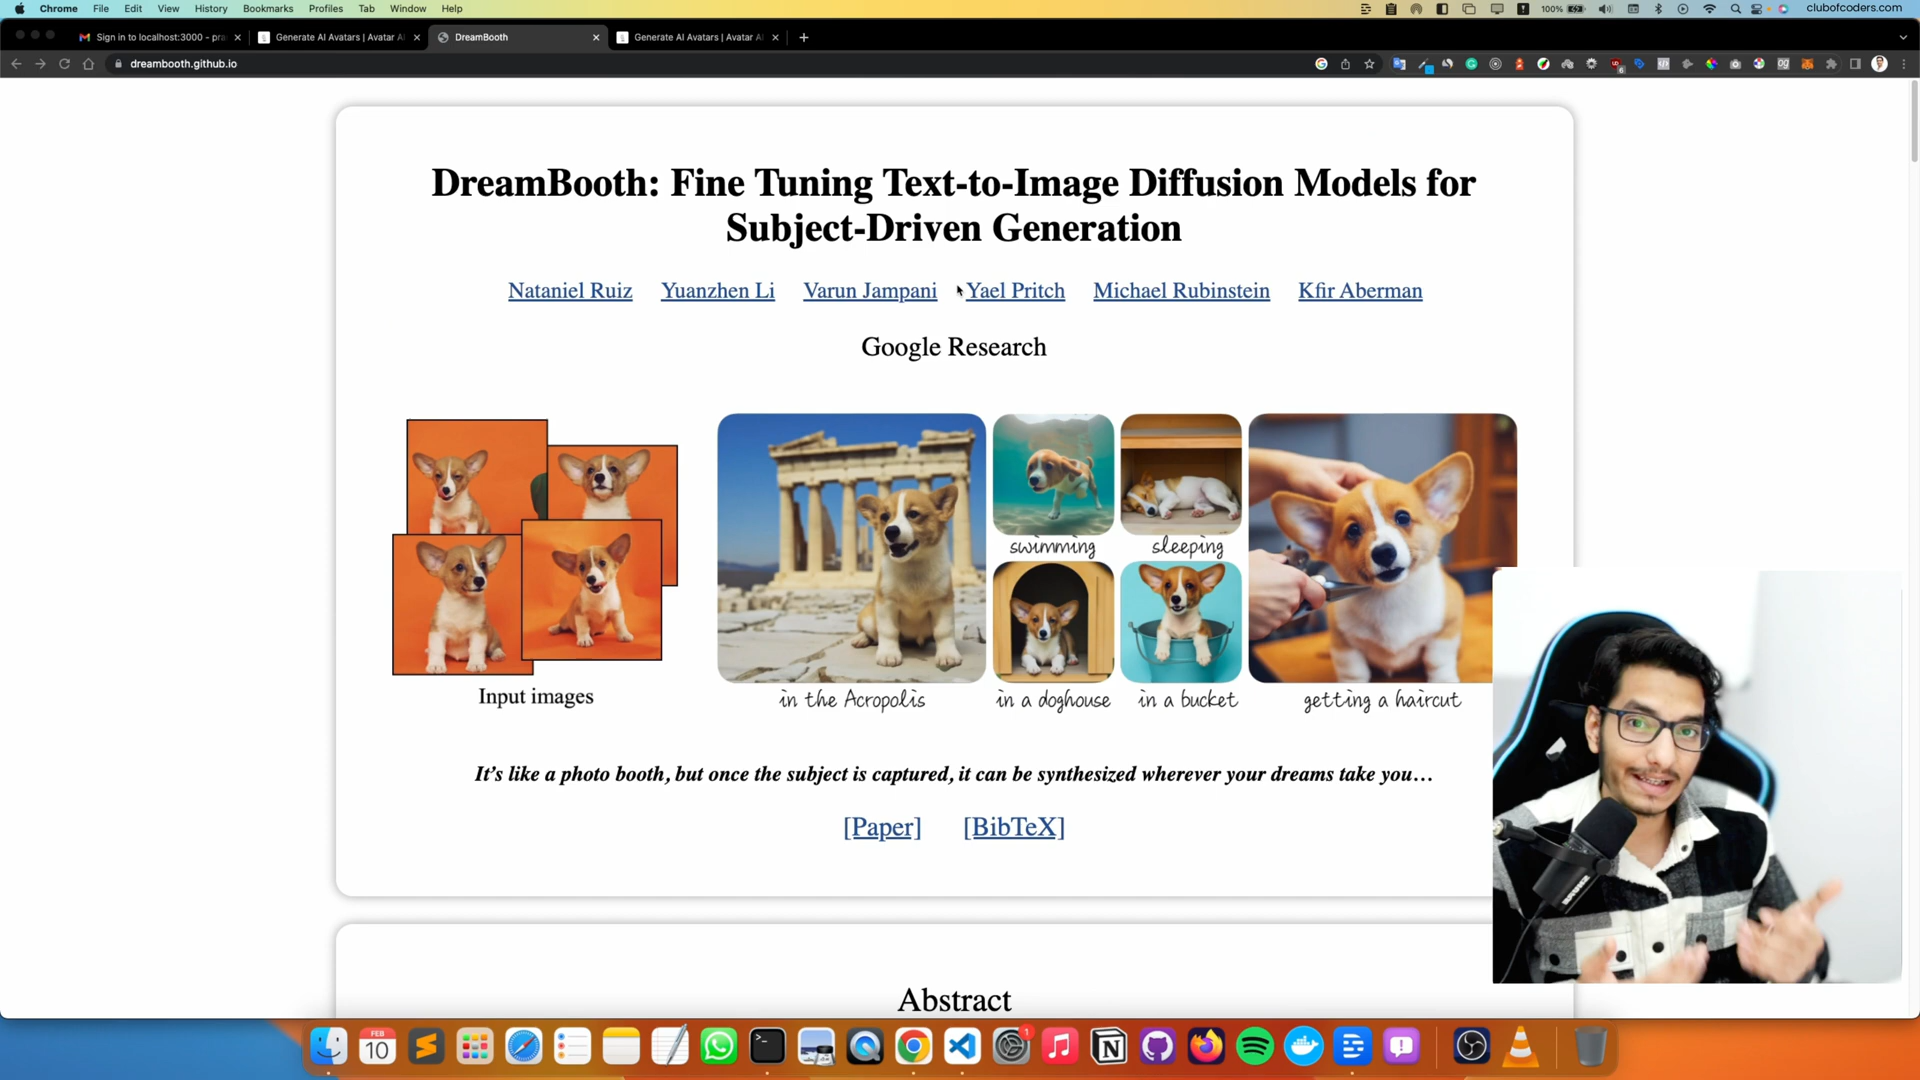 Chrome File Edit View History Bookmarks Profiles Tab Window Help
100%
clubofcoders.com
Sign in to localhost:3000 - pra
Generate AI Avatars | Avatar A
DreamBooth
Generate AI Avatars | Avatar A
dreambooth.github.io
DreamBooth: Fine Tuning Text-to-Image Diffusion Models for
Subject-Driven Generation
Nataniel Ruiz Yuanzhen Li Varun Jampani Yael Pritch Michael Rubinstein Kfir Aberman
Google Research
swimming sleeping
Input images
in the Acropolis in a doghouse in a bucket getting a haircut
It's like a photo booth, but once the subject is captured, it can be synthesized wherever your dreams take you...
[Paper] [BibTeX]
Abstract
FEB
10
1